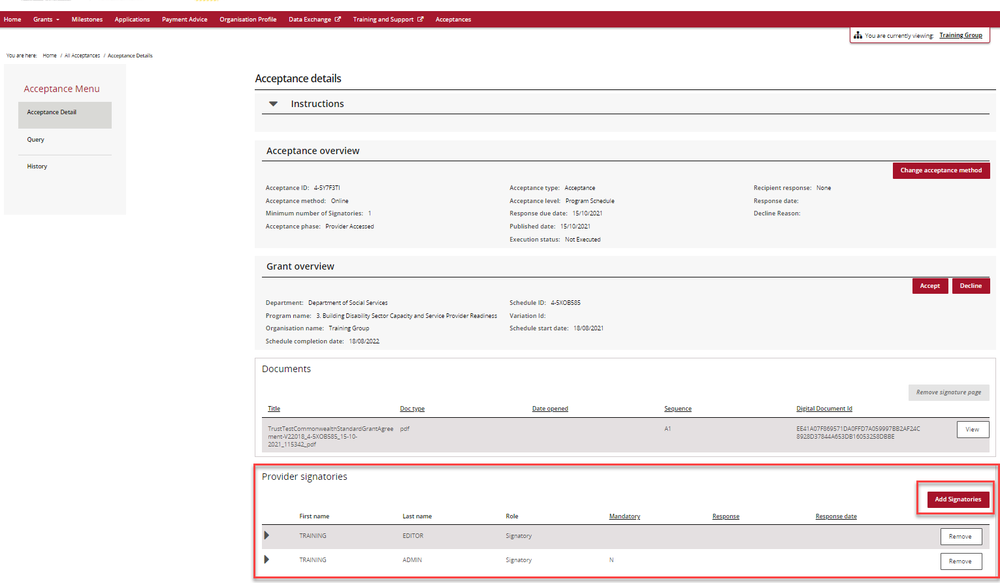 Home Grants Milestones Applications Payment Advice Organisation Profile Data Exchange Training and Support Acceptances
You are currently viewing: Training Group
You are here: Home / All Acceptances / Acceptance Details
Acceptance Menu
Acceptance Detail
Query
History
Acceptance details
Instructions
Acceptance overview
Change acceptance method
Acceptance ID: 4-5Y7F3TI Acceptance type: Acceptance Recipient response: None
Acceptance method: Online Acceptance level: Program Schedule Response date:
Minimum number of Signatories: 1 Response due date: 15/10/2021 Decline Reason:
Acceptance phase: Provider Accessed Published date: 15/10/2021
Execution status: Not Executed
Grant overview
Accept Decline
Department: Department of Social Services Schedule ID: 4-5XOB585
Program name: 3. Building Disability Sector Capacity and Service Provider Readiness Variation Id:
Organisation name: Training Group Schedule start date: 18/08/2021
Schedule completion date: 18/08/2022
Documents
Remove signature page
Title Doc type Date opened Sequence Digital Document Id
TrustTestCommonwealthStandardGrantAgree pdf A1 EE41A07F869571DA0FFD7A059997BB2AF24C View
ment-V22018_4-5XOB585_15-10- 8928D37844A653DB16053258DBBE
2021_115342_pdf
Provider signatories
Add Signatories
First name Last name Role Mandatory Response Response date
TRAINING EDITOR Signatory Remove
TRAINING ADMIN Signatory N Remove